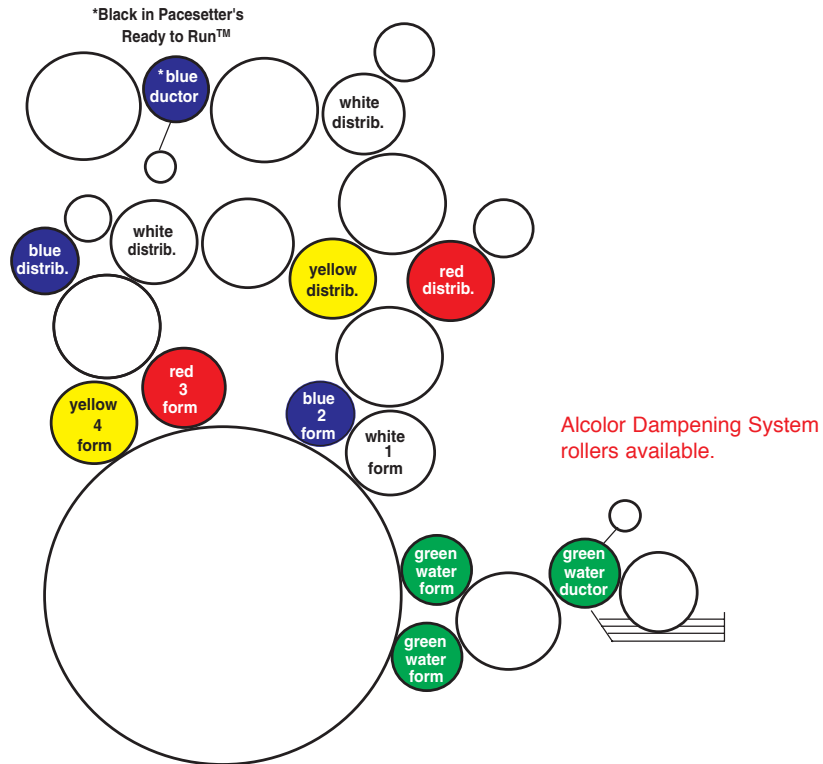 *Black in Pacesetter's
Ready to Run™
*blue
ductor
white
distrib.
blue
distrib.
white
distrib.
yellow
distrib.
red
distrib.
yellow
4
form
red
3
form
blue
2
form
white
1
form
Alcolor Dampening System
rollers available.
green
water
form
green
water
ductor
green
water
form